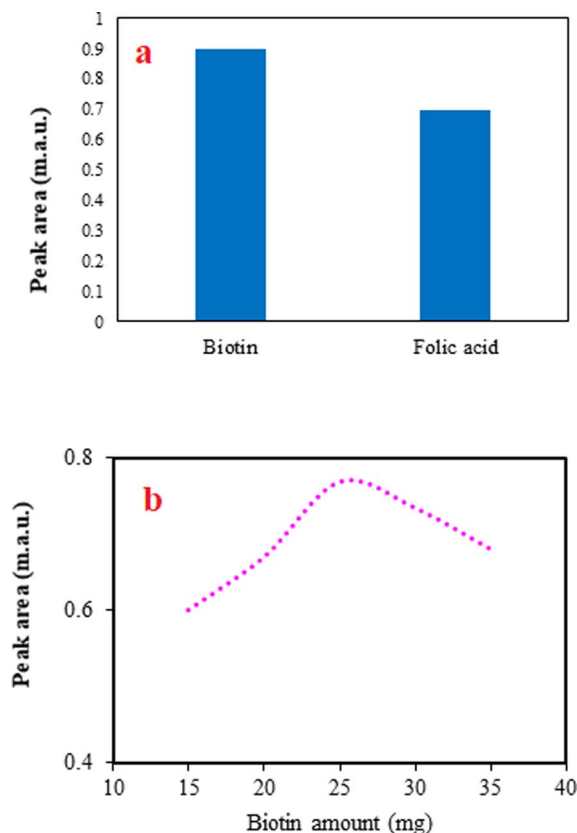 a
Peak area (m.a.u.)
1
0.9
0.8
0.7
0.6
0.5
0.4
0.3
0.2
0.1
0
Biotin Folic acid
b
Peak area (m.a.u.)
0.8
0.6
0.4
10 15 20 25 30 35 40
Biotin amount (mg)